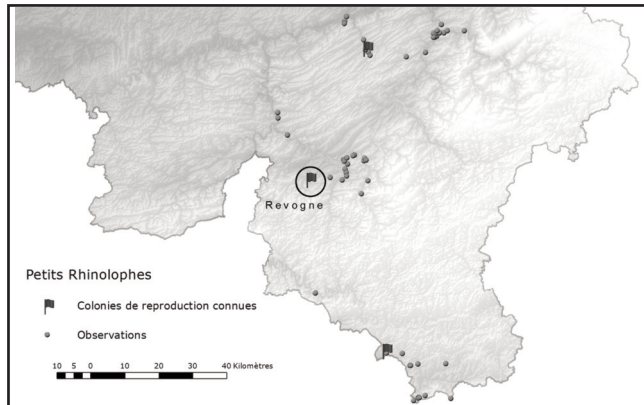 Revogne
Petits Rhinolophes
Colonies de reproduction connues
Observations
10 5 0 10 20 30 40 Kilomètres